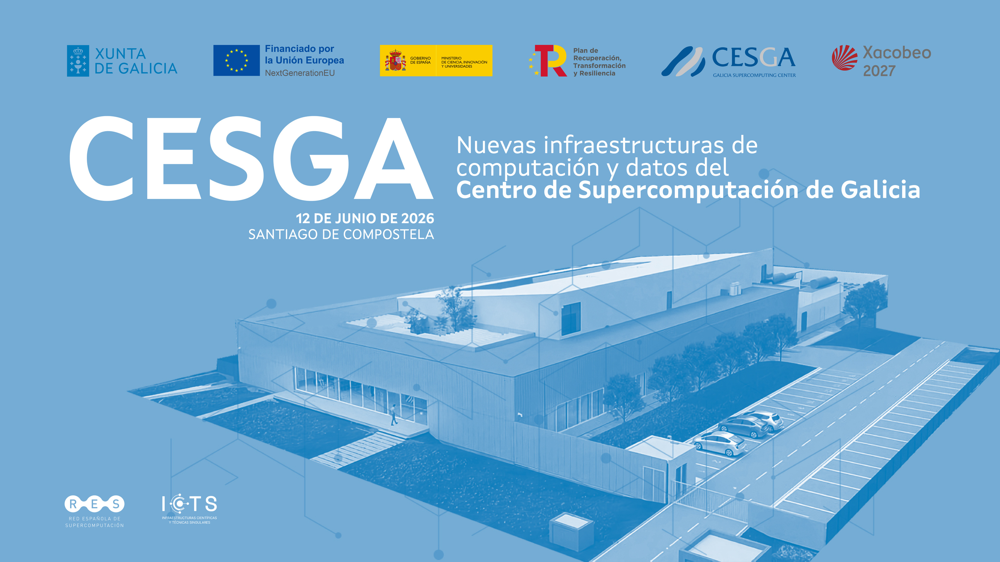 XUNTA
DE GALICIA
Financiado por
la Unión Europea
NextGenerationEU
GOBIERNO
DE ESPAÑA
MINISTERIO
DE CIENCIA, INNOVACIÓN
Y UNIVERSIDADES
TR
Plan de
Recuperación,
Transformación
y Resiliencia
CESGA
GALICIA SUPERCOMPUTING CENTER
Xacobeo
2027
CESGA
Nuevas infraestructuras de
computación y datos del
Centro de Supercomputación de Galicia
12 DE JUNIO DE 2026
SANTIAGO DE COMPOSTELA
RES
RED ESPAÑOLA DE
SUPERCOMPUTACIÓN
ICTS
INFRAESTRUCTURAS CIENTÍFICAS
Y TÉCNICAS SINGULARES